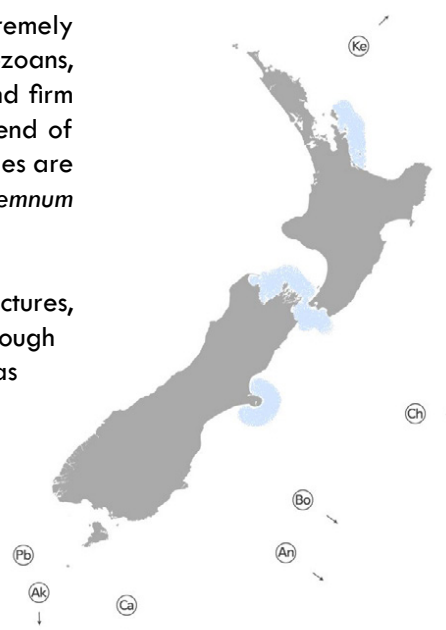 remely
zoans,
nd firm
end of
es are
emnum
ctures,
ough
as
Ke
Ch
Bo
An
Pb
Ak
Ca